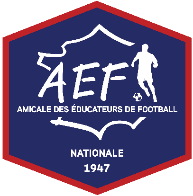 AEF
AMICALE DES ÉDUCATEURS DE FOOTBALL
NATIONALE
1947